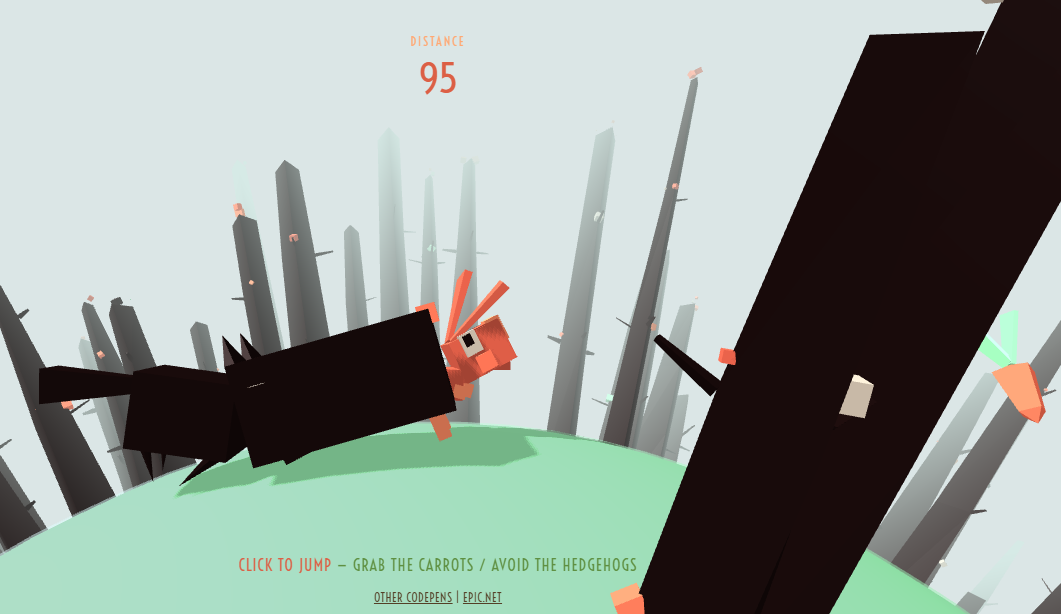 DISTANCE
95
CLICK TO JUMP – GRAB THE CARROTS / AVOID THE HEDGEHOGS
OTHER CODEPENS | EPIC.NET